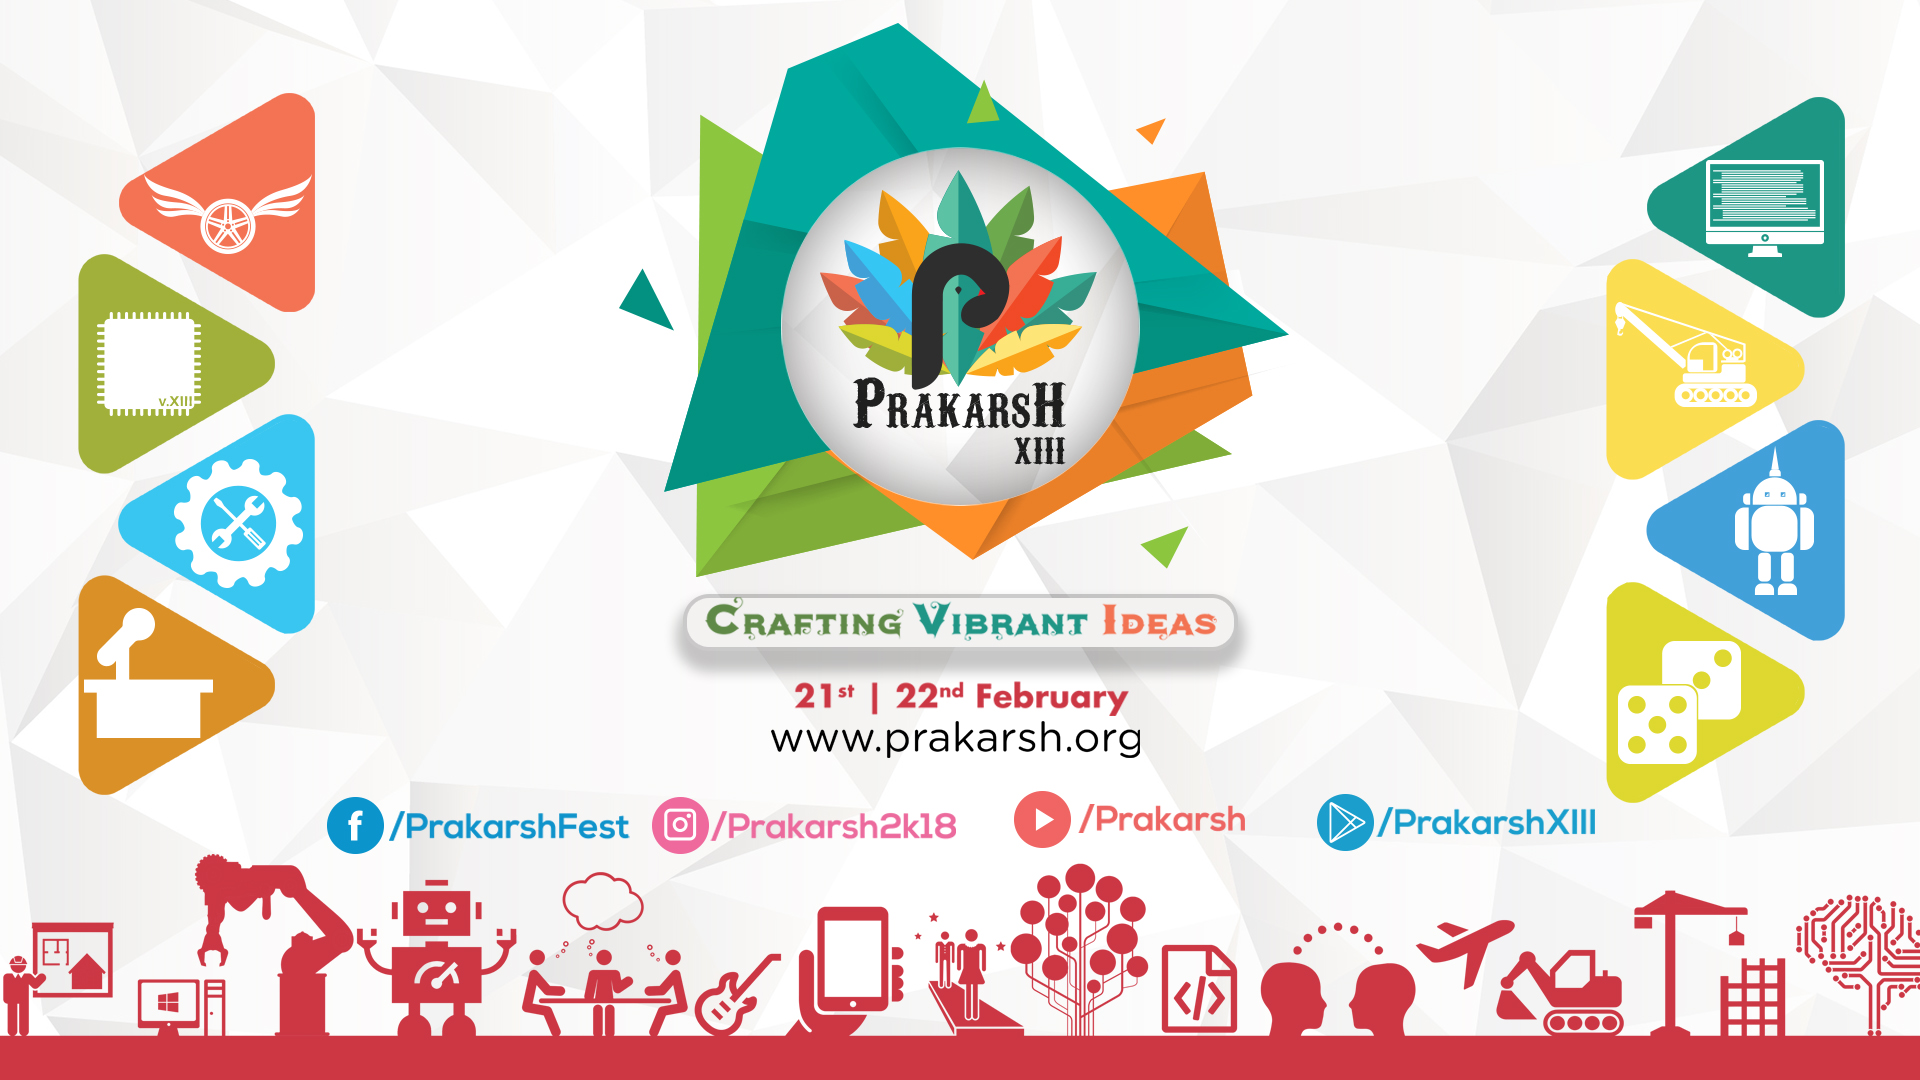 PRAKARSH
XIII
v.XIII
CRAFTING VIBRANT IDEAS
21st | 22nd February
www.prakarsh.org
/PrakarshFest
/Prakarsh2k18
/Prakarsh
/PrakarshXIII